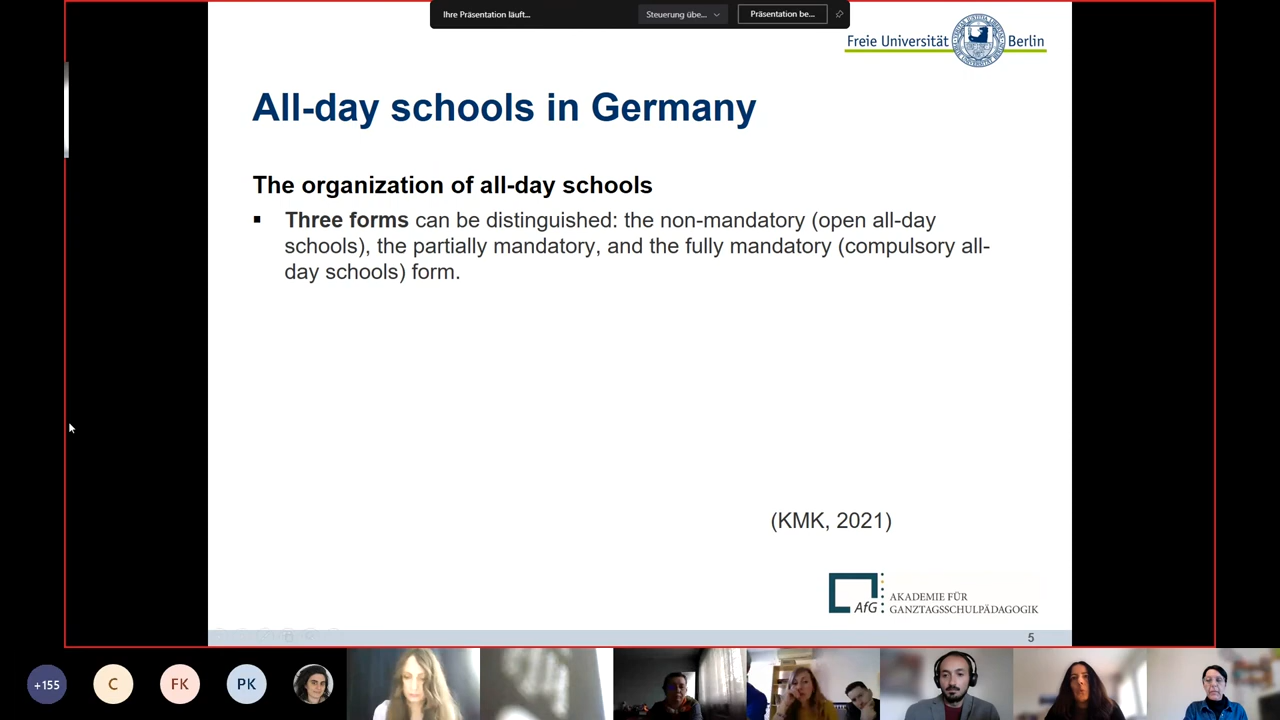 Ihre Präsentation läuft...
Steuerung übe...
Präsentation be...
Freie Universität Berlin
All-day schools in Germany
The organization of all-day schools
▪ Three forms can be distinguished: the non-mandatory (open all-day
schools), the partially mandatory, and the fully mandatory (compulsory all-
day schools) form.
(KMK, 2021)
AfG
AKADEMIE FÜR
GANZTAGSSCHULPÄDAGOGIK
5
+155
C
FK
PK